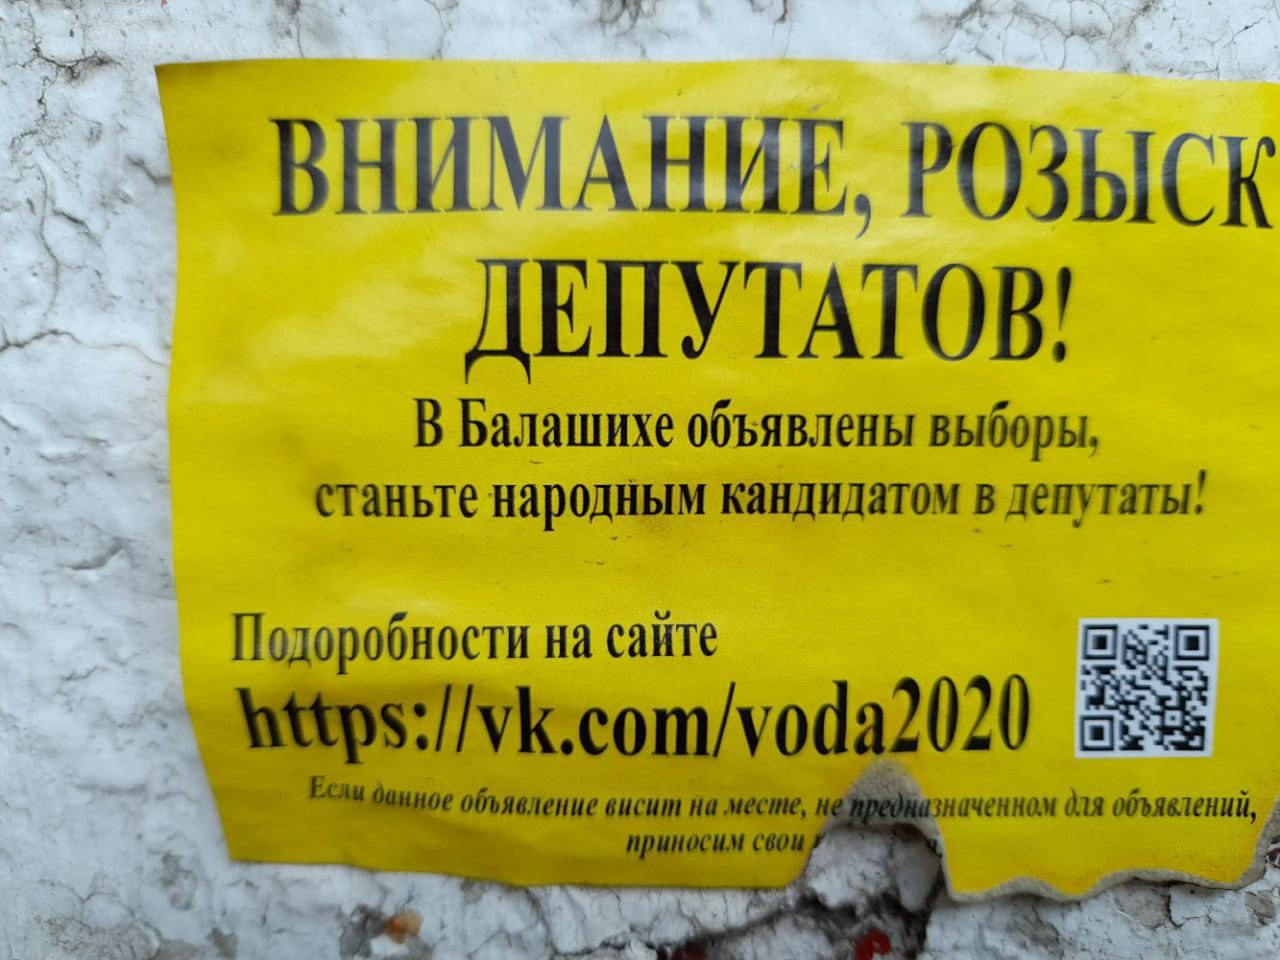 ВНИМАНИЕ, РОЗЫСК
ДЕПУТАТОВ!
В Балашихе объявлены выборы,
станьте народным кандидатом в депутаты!
Подоробности на сайте
https://vk.com/voda2020
Если данное объявление висит на месте, не предназначенном для объявлений,
приносим свои